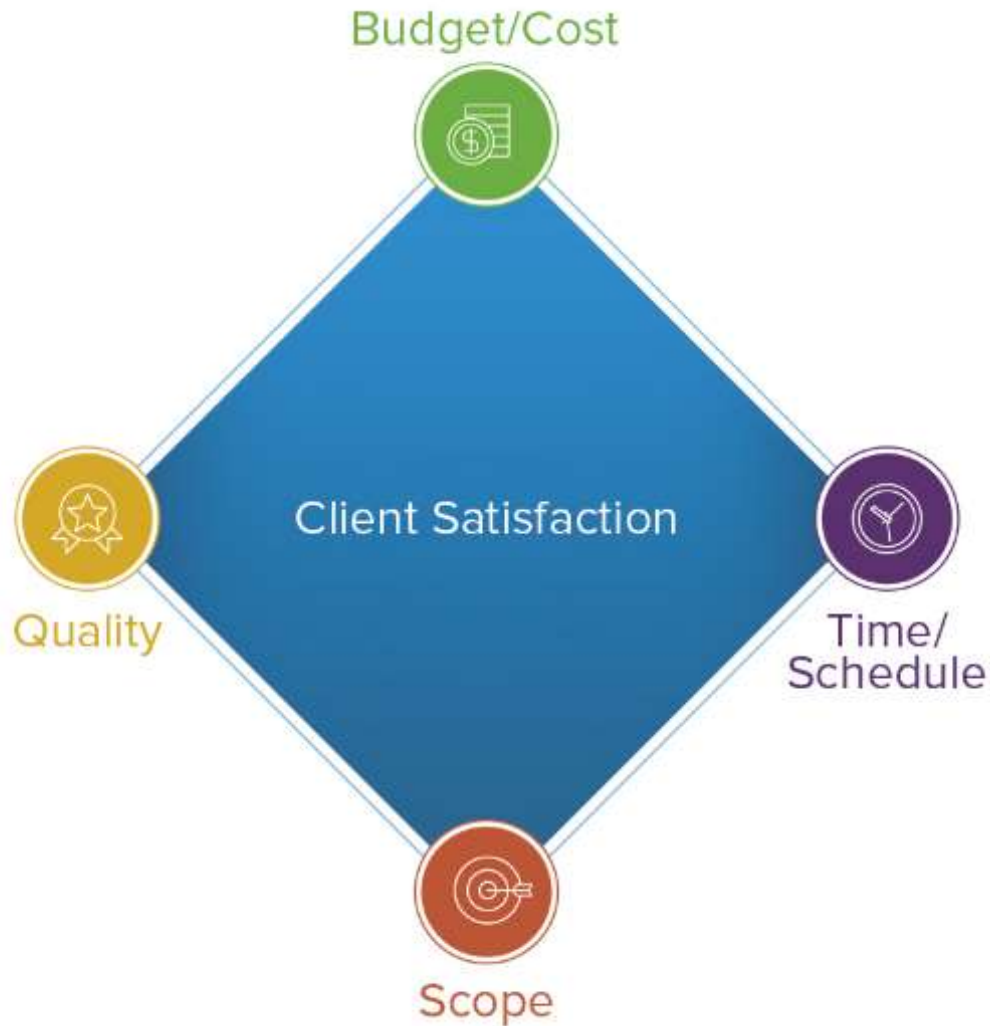 Budget/Cost
$
Client Satisfaction
Quality
Time/
Schedule
Scope